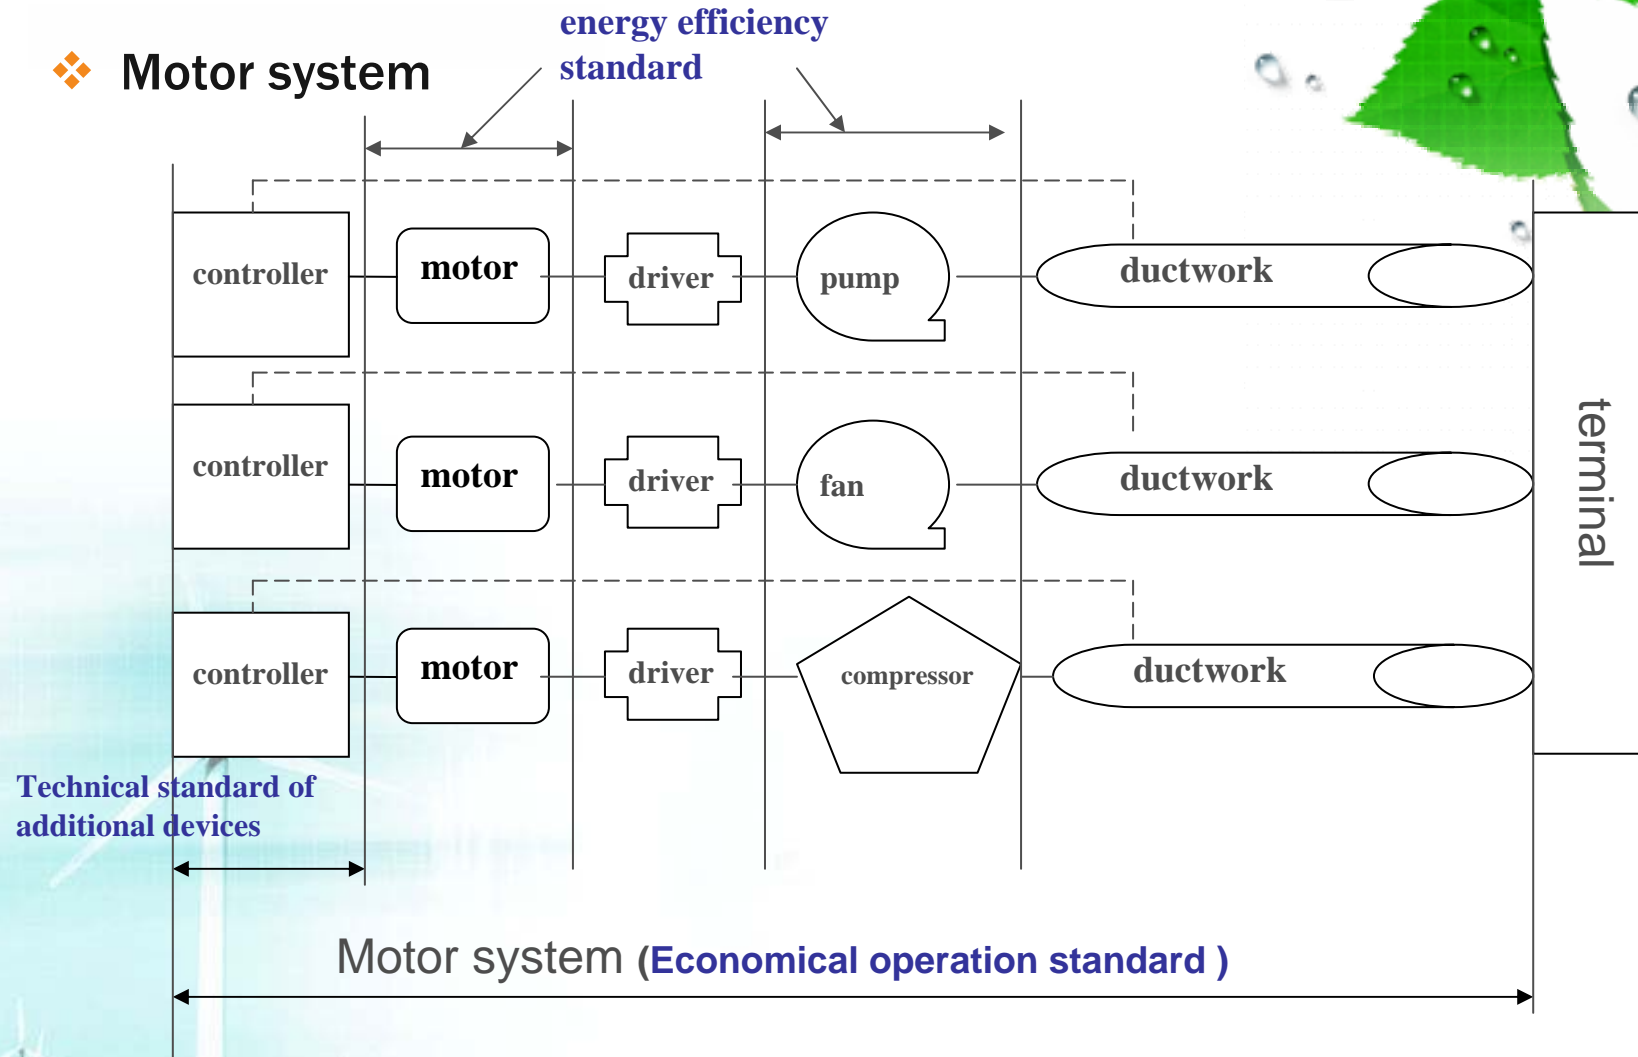 energy efficiency
standard
Motor system
controller
motor
driver
pump
ductwork
controller
motor
driver
fan
ductwork
terminal
controller
motor
driver
compressor
ductwork
Technical standard of
additional devices
Motor system (Economical operation standard )